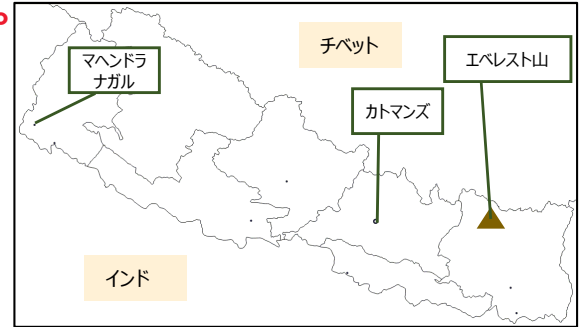 チベット
エベレスト山
マヘンドラ
ナガル
カトマンズ
インド